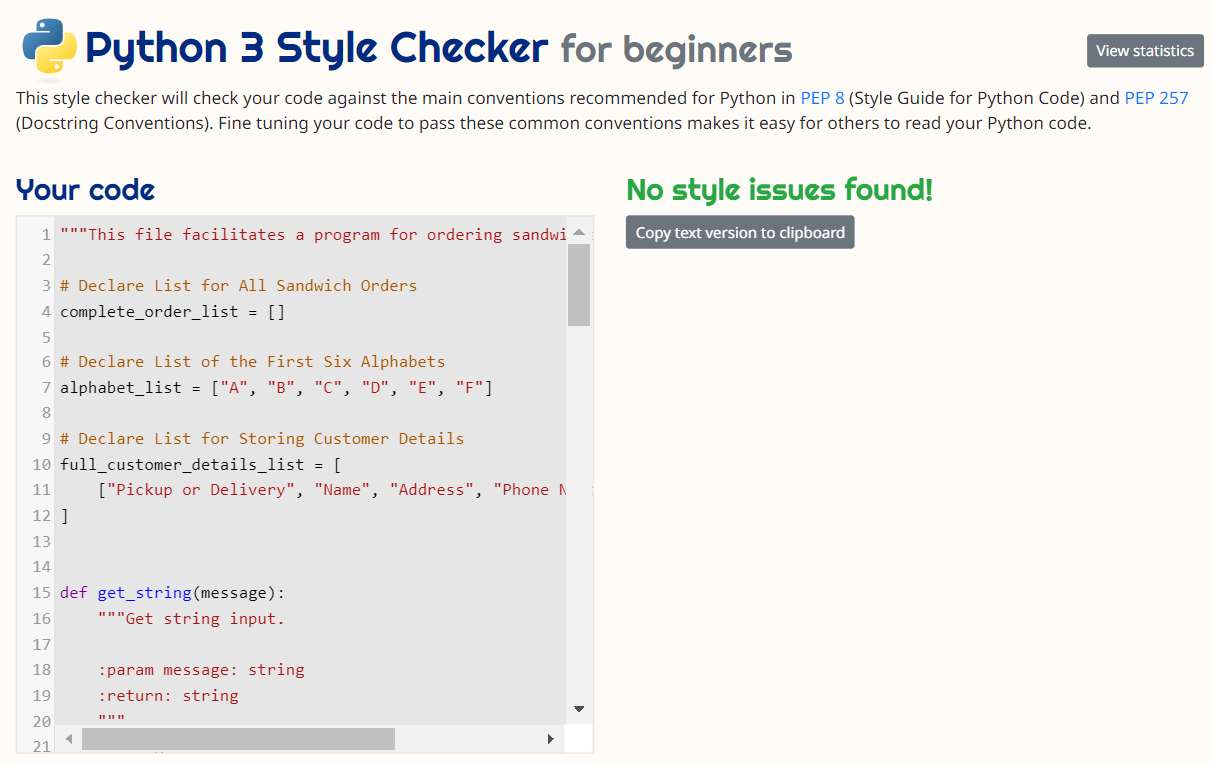 Python 3 Style Checker for beginners
View statistics
This style checker will check your code against the main conventions recommended for Python in PEP 8 (Style Guide for Python Code) and PEP 257
(Docstring Conventions). Fine tuning your code to pass these common conventions makes it easy for others to read your Python code.
Your code
No style issues found!
Copy text version to clipboard
1 """This file facilitates a program for ordering sandwi
2
3 # Declare List for All Sandwich Orders
4 complete_order_list = []
5
6 # Declare List of the First Six Alphabets
7 alphabet_list = ["A", "B", "C", "D", "E", "F"]
8
9 # Declare List for Storing Customer Details
10 full_customer_details_list = [
11     ["Pickup or Delivery", "Name", "Address", "Phone N
12 ]
13
14
15 def get_string(message):
16     """Get string input.
17
18     :param message: string
19     :return: string
20     """
21